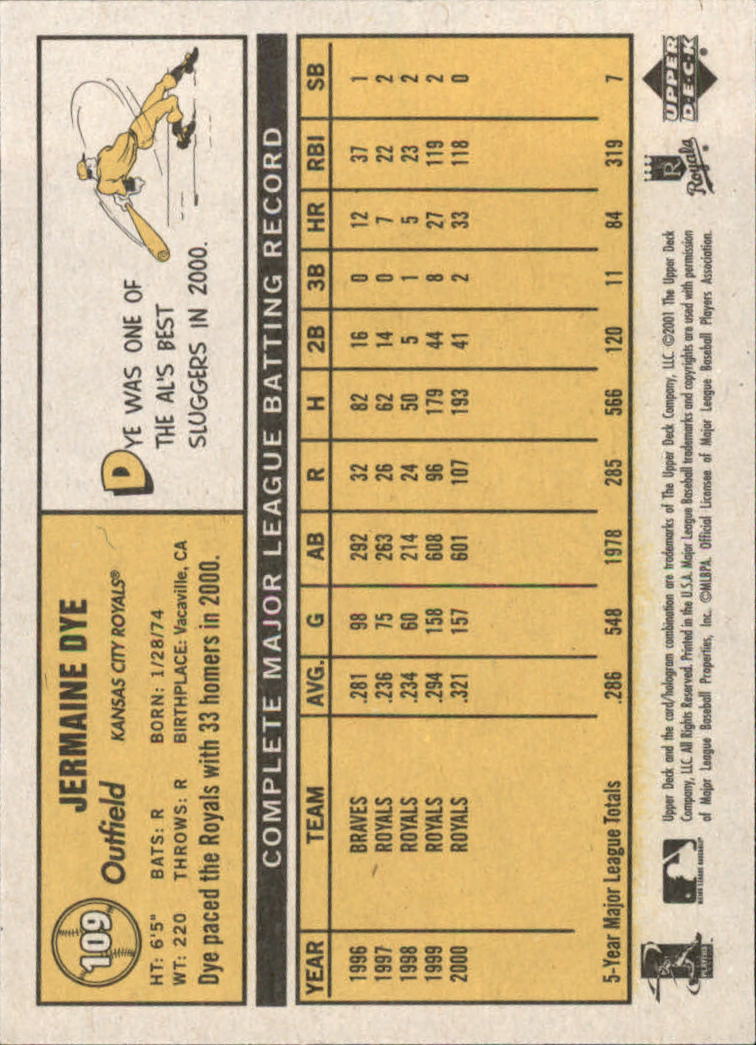 109
JERMAINE DYE
Outfield KANSAS CITY ROYALS®
HT: 6'5" BATS: R BORN: 1/28/74
WT: 220 THROWS: R BIRTHPLACE: Vacaville, CA
Dye paced the Royals with 33 homers in 2000.
DYE WAS ONE OF
THE AL'S BEST
SLUGGERS IN 2000.
COMPLETE MAJOR LEAGUE BATTING RECORD
YEAR TEAM AVG. G AB R H 2B 3B HR RBI SB
1996 BRAVES .281 98 292 32 82 16 0 12 37 1
1997 ROYALS .236 75 263 26 62 14 0 7 22 2
1998 ROYALS .234 60 214 24 50 5 1 5 23 2
1999 ROYALS .294 158 608 96 179 44 8 27 119 2
2000 ROYALS .321 157 601 107 193 41 2 33 118 0
5-Year Major League Totals .286 548 1978 285 566 120 11 84 319 7
PLAYERS
MAJOR LEAGUE BASEBALL
Upper Deck and the card/hologram combination are trademarks of The Upper Deck Company, LLC. ©2001 The Upper Deck
Company, LLC. All Rights Reserved. Printed in the U.S.A. Major League Baseball trademarks and copyrights are used with permission
of Major League Baseball Properties, Inc. ©MLBPA. Official Licensee of Major League Baseball Players Association.
R
Royals
UPPER
DECK®